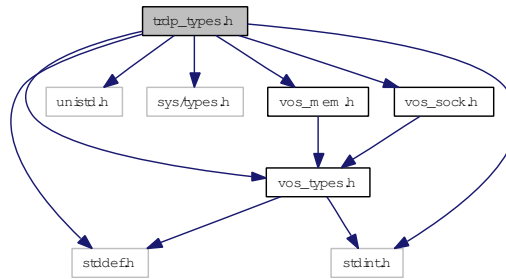 trdp_types.h
unistd.h
sys/types.h
vos_mem.h
vos_sock.h
vos_types.h
stddef.h
stdint.h